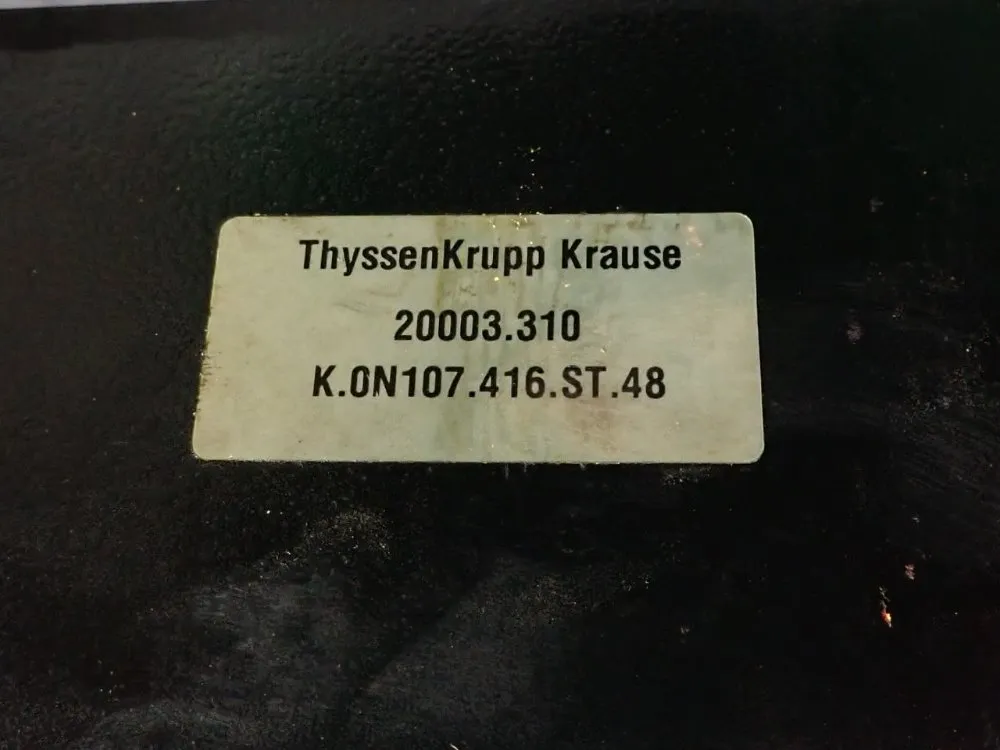 ThyssenKrupp Krause
20003.310
K.0N107.416.ST.48